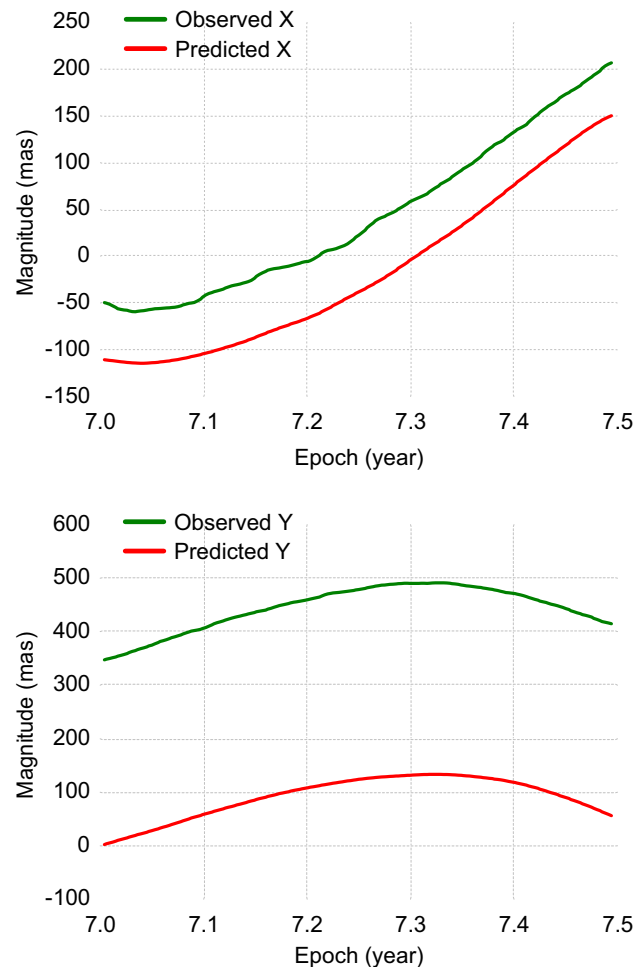 250
Observed X
200
Predicted X
150
100
50
0
-50
-100
-150
Magnitude (mas)
7.0 7.1 7.2 7.3 7.4 7.5
Epoch (year)
600
Observed Y
500
Predicted Y
400
300
200
100
0
-100
Magnitude (mas)
7.0 7.1 7.2 7.3 7.4 7.5
Epoch (year)